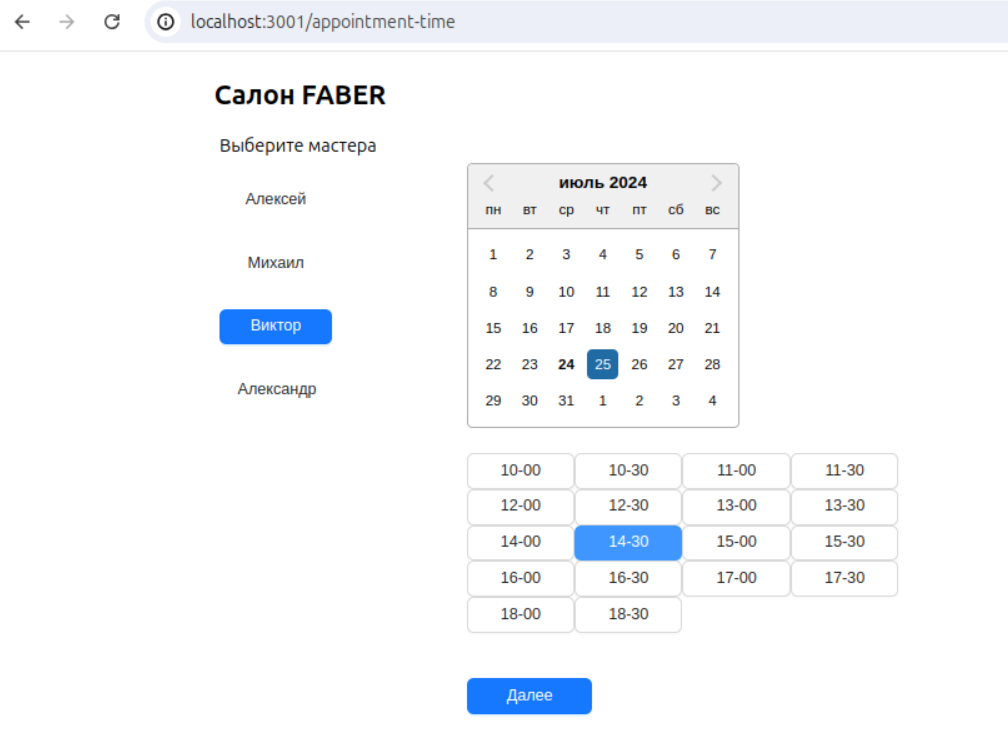 localhost:3001/appointment-time
Салон FABER
Выберите мастера
Алексей
Михаил
Виктор
Александр
июль 2024
пн вт ср чт пт сб вс
1 2 3 4 5 6 7
8 9 10 11 12 13 14
15 16 17 18 19 20 21
22 23 24 25 26 27 28
29 30 31 1 2 3 4
10-00 10-30 11-00 11-30
12-00 12-30 13-00 13-30
14-00 14-30 15-00 15-30
16-00 16-30 17-00 17-30
18-00 18-30
Далее